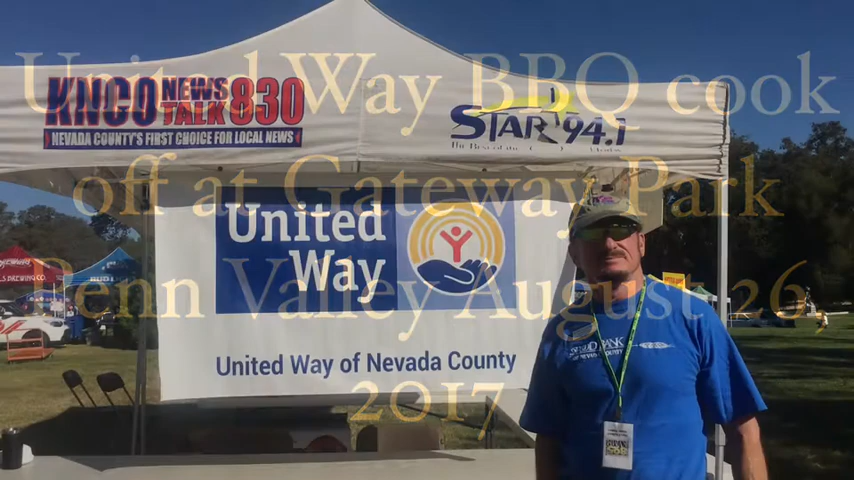 United Way BBQ cook
off at Gateway Park
Penn Valley August 26,
2017
KNCO NEWS TALK 830
NEVADA COUNTY'S FIRST CHOICE FOR LOCAL NEWS
STAR 94.1
United
Way
United Way of Nevada County
BANK